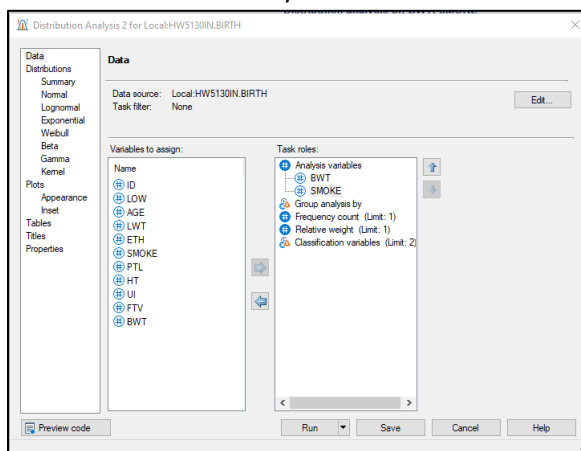 Distribution Analysis 2 for Local:HW5130IN.BIRTH
Data
Distributions
Summary
Normal
Lognormal
Exponential
Weibull
Beta
Gamma
Kernel
Plots
Appearance
Inset
Tables
Titles
Properties
Data
Data source: Local:HW5130IN.BIRTH
Task filter: None
Edit...
Variables to assign:
Name
ID
LOW
AGE
LWT
ETH
SMOKE
PTL
HT
UI
FTV
BWT
Task roles:
Analysis variables
BWT
SMOKE
Group analysis by
Frequency count (Limit: 1)
Relative weight (Limit: 1)
Classification variables (Limit: 2)
Preview code
Run
Save
Cancel
Help